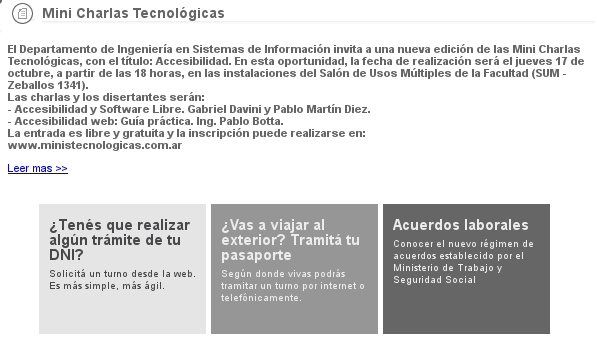 Mini Charlas Tecnológicas
El Departamento de Ingeniería en Sistemas de Información invita a una nueva edición de las Mini Charlas
Tecnológicas, con el título: Accesibilidad. En esta oportunidad, la fecha de realización será el jueves 17 de
octubre, a partir de las 18 horas, en las instalaciones del Salón de Usos Múltiples de la Facultad (SUM -
Zeballos 1341).
Las charlas y los disertantes serán:
- Accesibilidad y Software Libre. Gabriel Davini y Pablo Martín Diez.
- Accesibilidad web: Guía práctica. Ing. Pablo Botta.
La entrada es libre y gratuita y la inscripción puede realizarse en:
www.ministecnologicas.com.ar
Leer mas >>
¿Tenés que realizar
algún trámite de tu
DNI?
Solicitá un turno desde la web.
Es más simple, más ágil.
¿Vas a viajar al
exterior? Tramitá tu
pasaporte
Según donde vivas podrás
tramitar un turno por internet o
telefónicamente.
Acuerdos laborales
Conocer el nuevo régimen de
acuerdos establecido por el
Ministerio de Trabajo y
Seguridad Social